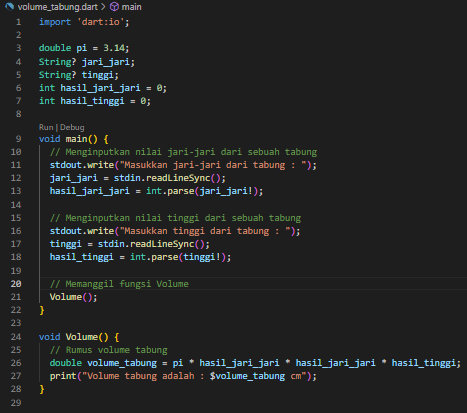 volume_tabung.dart > main
1 import 'dart:io';
2
3 double pi = 3.14;
4 String? jari_jari;
5 String? tinggi;
6 int hasil_jari_jari = 0;
7 int hasil_tinggi = 0;
8
Run | Debug
9 void main() {
10 // Menginputkan nilai jari-jari dari sebuah tabung
11 stdout.write("Masukkan jari-jari dari tabung : ");
12 jari_jari = stdin.readLineSync();
13 hasil_jari_jari = int.parse(jari_jari!);
14
15 // Menginputkan nilai tinggi dari sebuah tabung
16 stdout.write("Masukkan tinggi dari tabung : ");
17 tinggi = stdin.readLineSync();
18 hasil_tinggi = int.parse(tinggi!);
19
20 // Memanggil fungsi Volume
21 Volume();
22 }
23
24 void Volume() {
25 // Rumus volume tabung
26 double volume_tabung = pi * hasil_jari_jari * hasil_jari_jari * hasil_tinggi;
27 print("Volume tabung adalah : $volume_tabung cm");
28 }
29